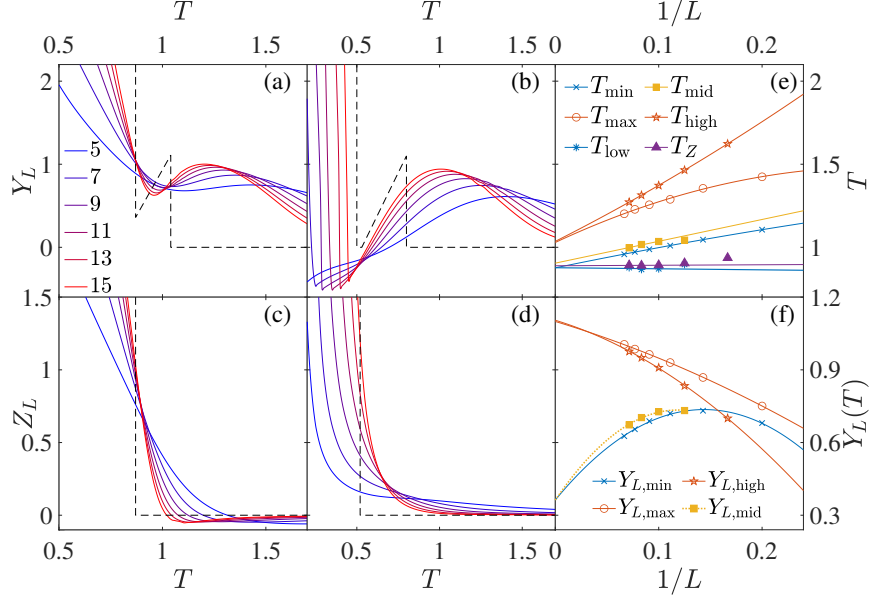 T T 1/L
0.5 1 1.5 0.5 1 1.5 0 0.1 0.2
(a) (b) (e)
2 1 0
Y_L
5
7
9
11
13
15
T_min T_mid
T_max T_high
T_low T_Z
2 1.5 1
T
(c) (d) (f)
1.5 1 0.5 0
Z_L
1.2 0.9 0.6 0.3
Y_L(T)
Y_L,min Y_L,high
Y_L,max Y_L,mid
0.5 1 1.5 0.5 1 1.5 0 0.1 0.2
T T 1/L